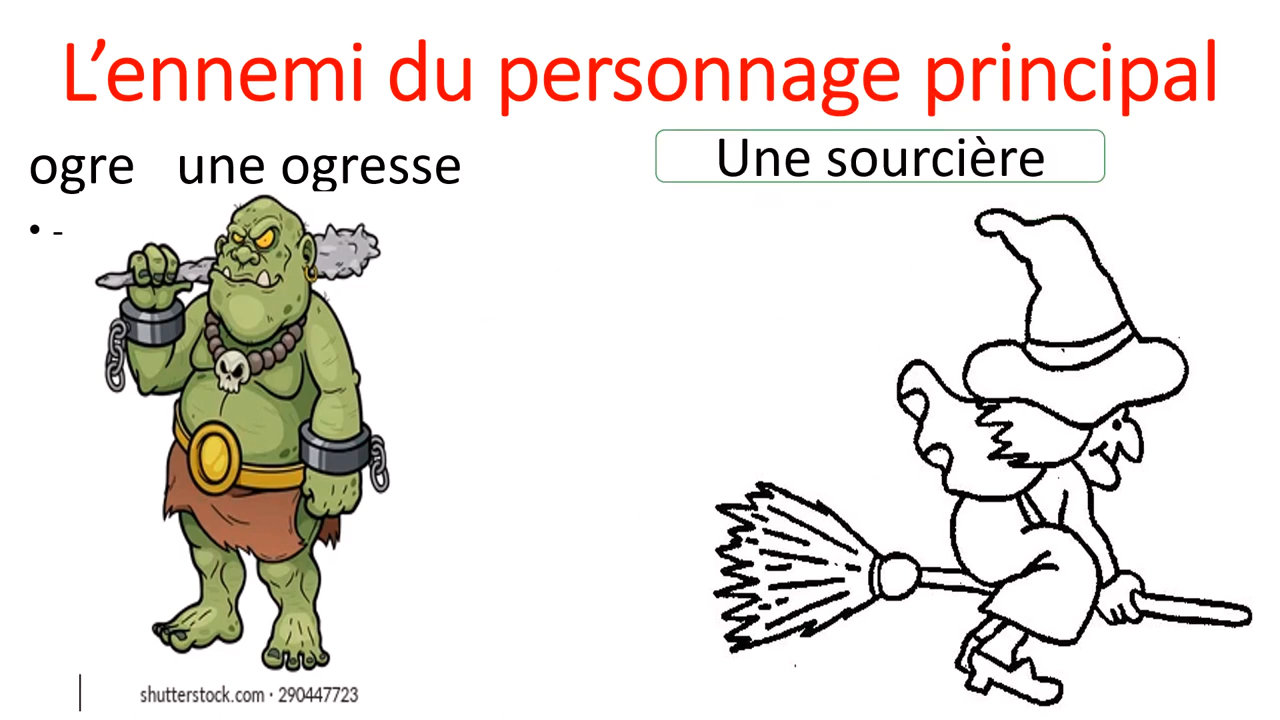 L’ennemi du personnage principal
ogre une ogresse
Une sourcière
• -
shutterstock.com · 290447723